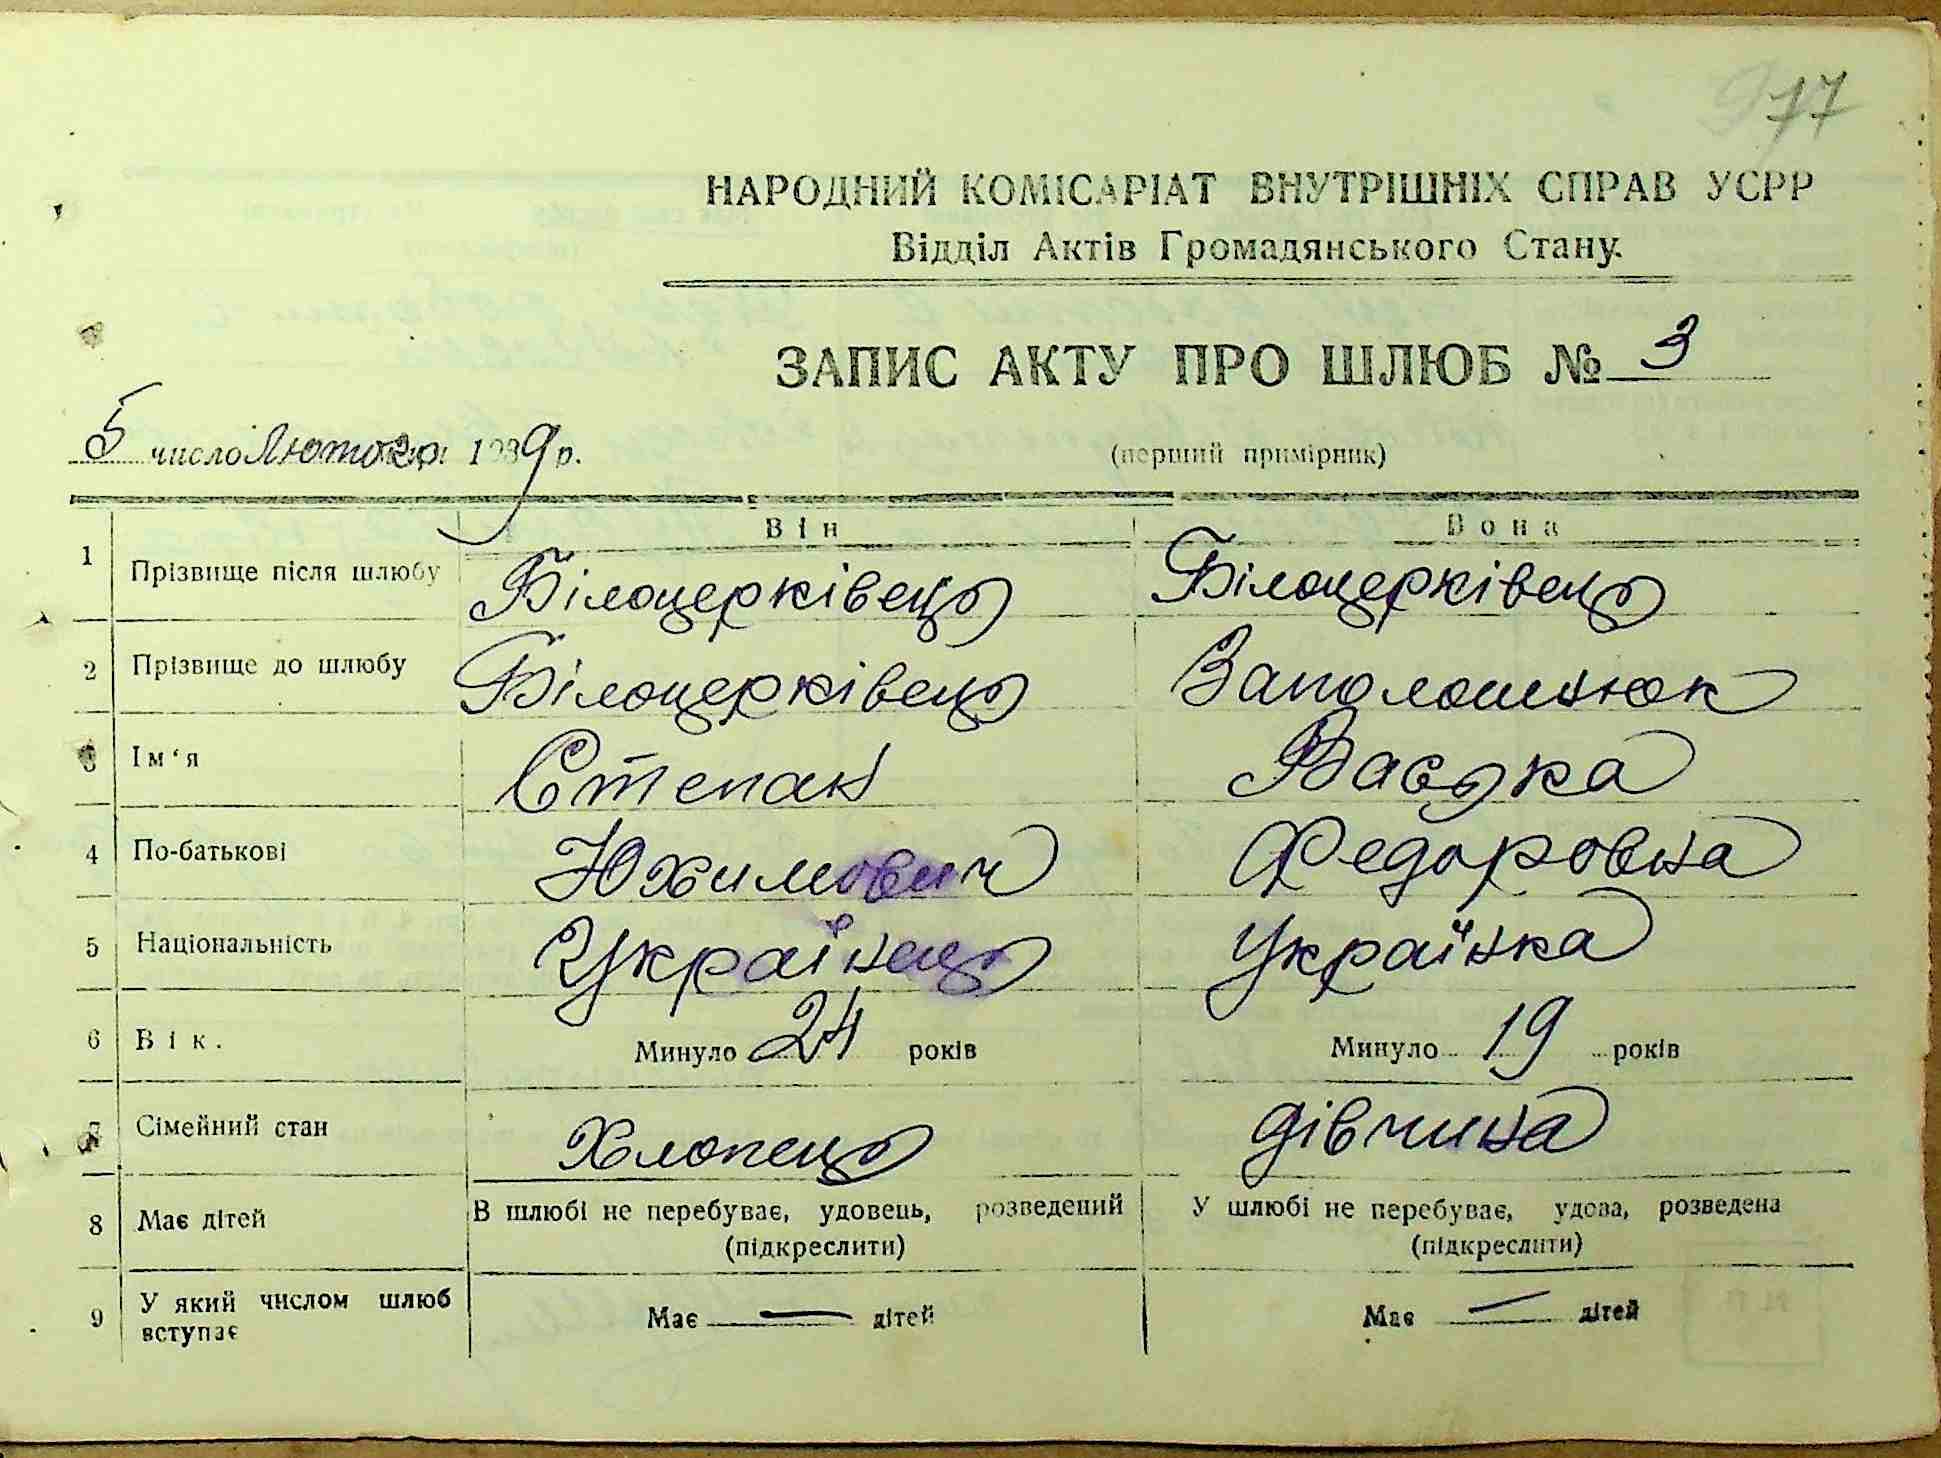 77
НАРОДНИЙ КОМІСАРІАТ ВНУТРІШНІХ СПРАВ УСРР
Відділ Актів Громадянського Стану.
ЗАПИС АКТУ ПРО ШЛЮБ № 3
5 число Лютого 1939 р. (перший примірник)
Він Вона
1 Прізвище після шлюбу Білоцерківець Білоцерківець
2 Прізвище до шлюбу Білоцерківець Заполошнюк
3 Ім‘я Степан Васька
4 По-батькові Юхимович Федоровна
5 Національність Українець Українка
6 Вік. Минуло 24 років Минуло 19 років
7 Сімейний стан Хлопець дівчина
8 Має дітей В шлюбі не перебуває, удовець, розведений У шлюбі не перебуває, удова, розведена
(підкреслити) (підкреслити)
9 У який числом шлюб вступає Має — дітей Має — дітей